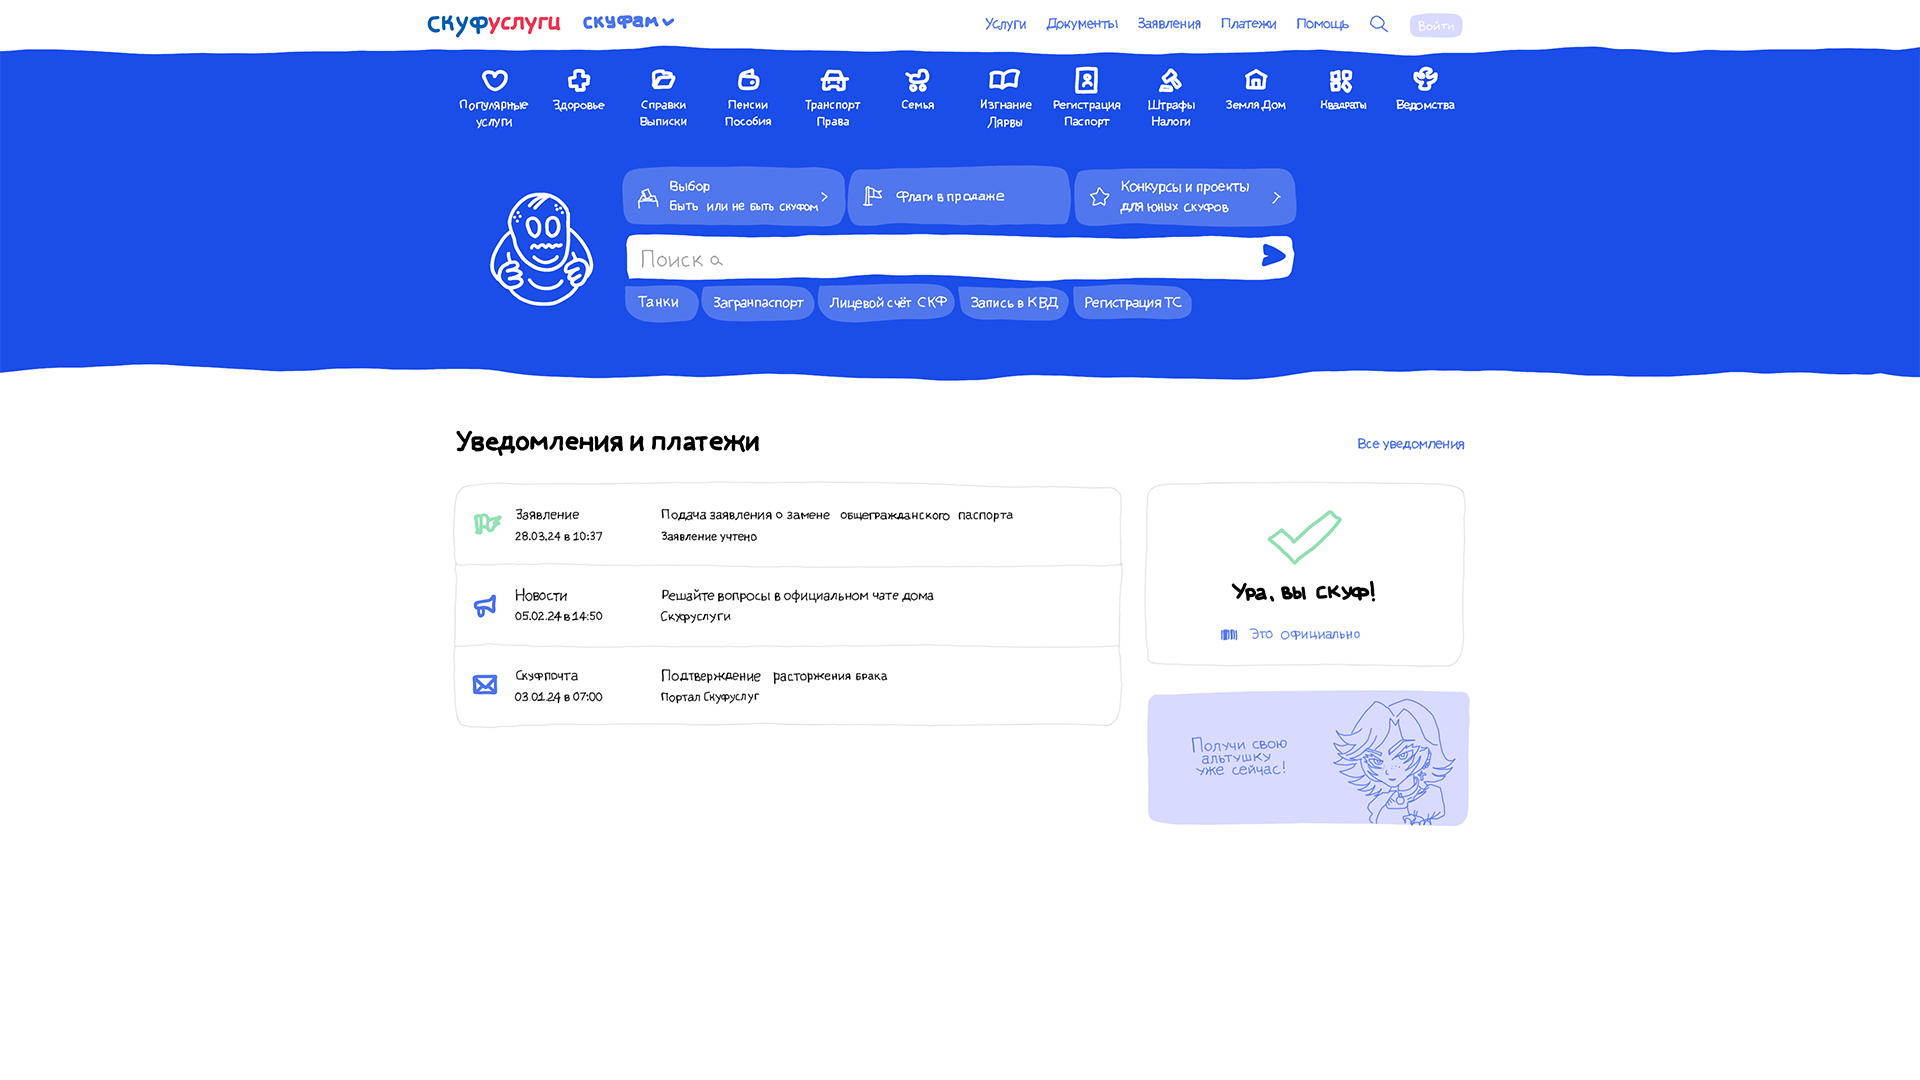 скуфуслуги
скуфам
Услуги Документы Заявления Платежи Помощь
Войти
Популярные услуги
Здоровье
Справки Выписки
Пенсии Пособия
Транспорт Права
Семья
Изгнание Лярвы
Регистрация Паспорт
Штрафы Налоги
Земля Дом
Квадраты
Ведомства
Выбор
Быть или не быть скуфом
Флаги в продаже
Конкурсы и проекты
для юных скуфов
Поиск а
Танки
Загранпаспорт
Лицевой счёт СКФ
Запись в КВД
Регистрация ТС
Уведомления и платежи
Все уведомления
Заявление
28.03.24 в 10:37
Подача заявления о замене общегражданского паспорта
Заявление учтено
Новости
05.02.24 в 14:50
Решайте вопросы в официальном чате дома
Скуфуслуги
Скуфпочта
03.01.24 в 07:00
Подтверждение расторжения брака
Портал Скуфуслуг
Ура, вы скуф!
Это официально
Получи свою
альтушку
уже сейчас!